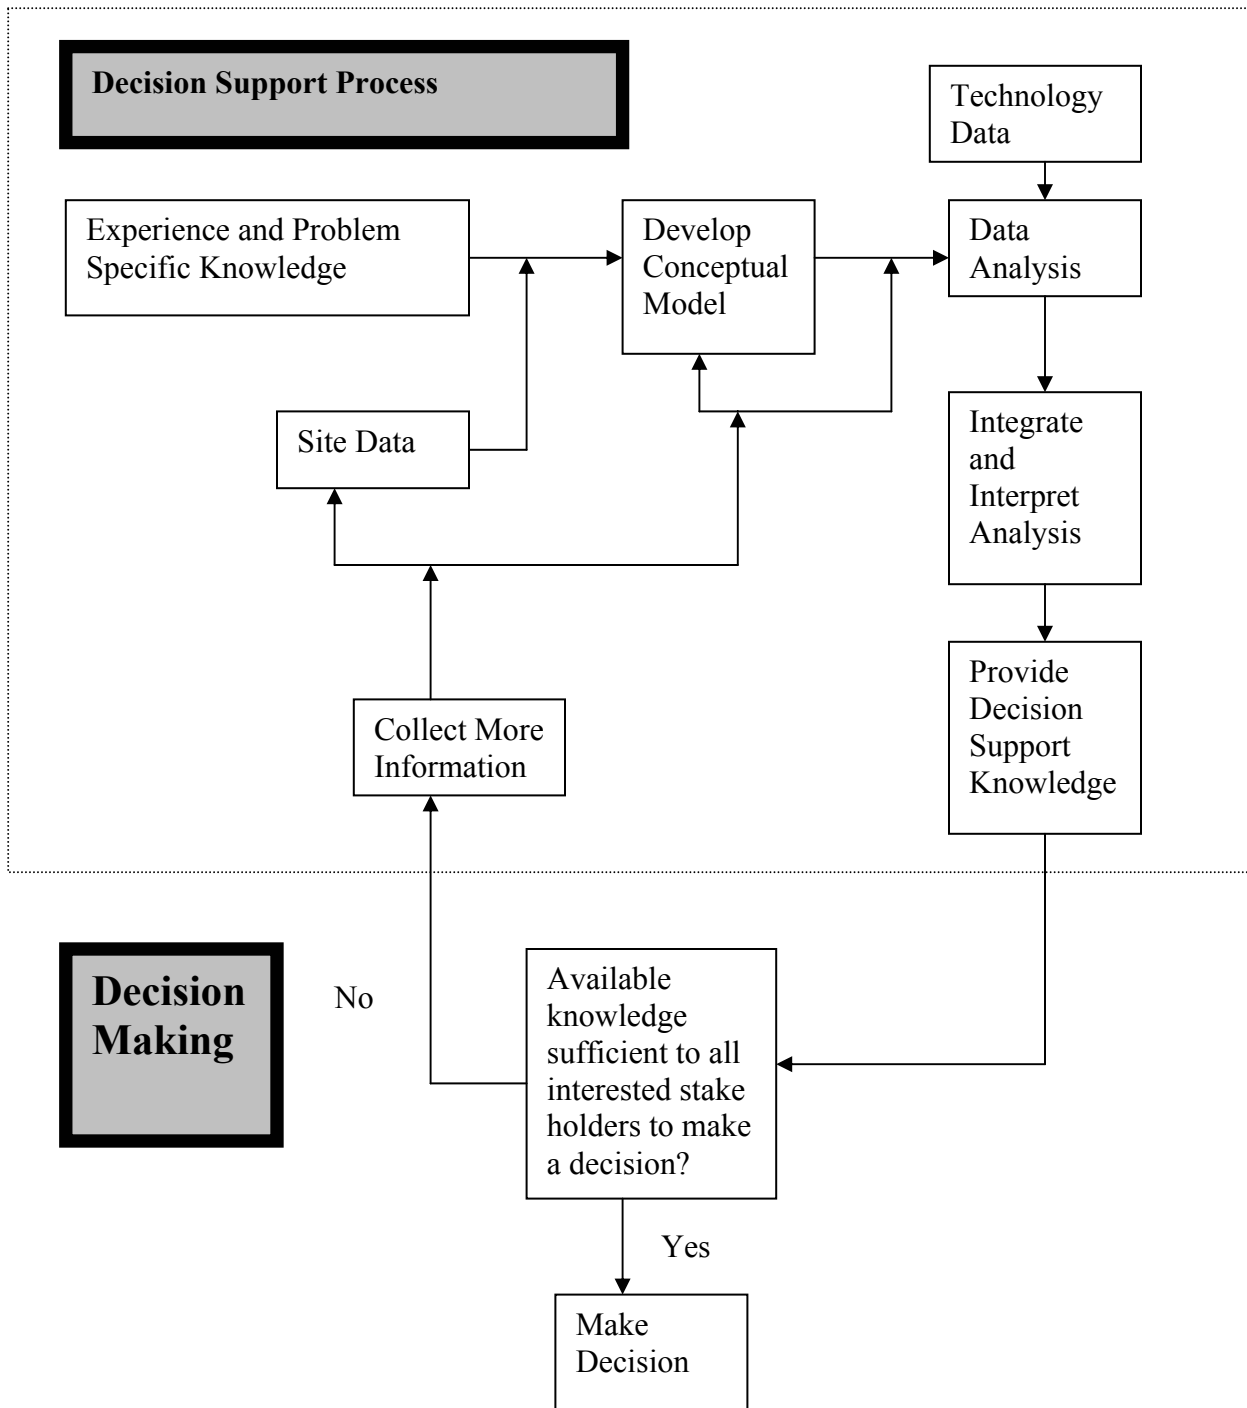 Decision Support Process
Technology
Data
Experience and Problem
Specific Knowledge
Develop
Conceptual
Model
Data
Analysis
Site Data
Integrate
and
Interpret
Analysis
Collect More
Information
Provide
Decision
Support
Knowledge
Decision
Making
No
Available
knowledge
sufficient to all
interested stake
holders to make
a decision?
Yes
Make
Decision